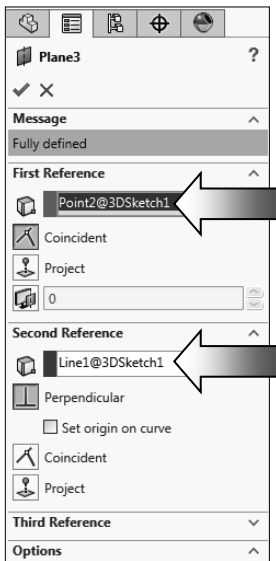 Plane3 ?
Message
Fully defined
First Reference
Point2@3DSketch1
Coincident
Project
0
Second Reference
Line1@3DSketch1
Perpendicular
Set origin on curve
Coincident
Project
Third Reference
Options